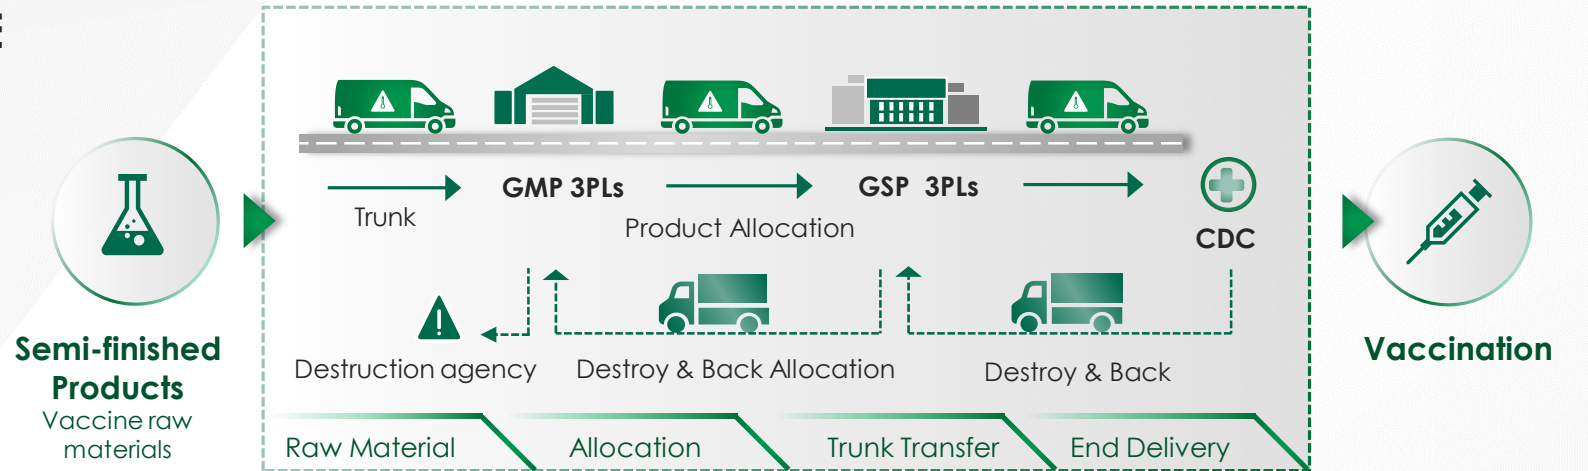 Trunk
GMP 3PLs
Product Allocation
GSP 3PLs
CDC
Semi-finished
Products
Vaccine raw
materials
Destruction agency
Destroy & Back Allocation
Destroy & Back
Vaccination
Raw Material
Allocation
Trunk Transfer
End Delivery